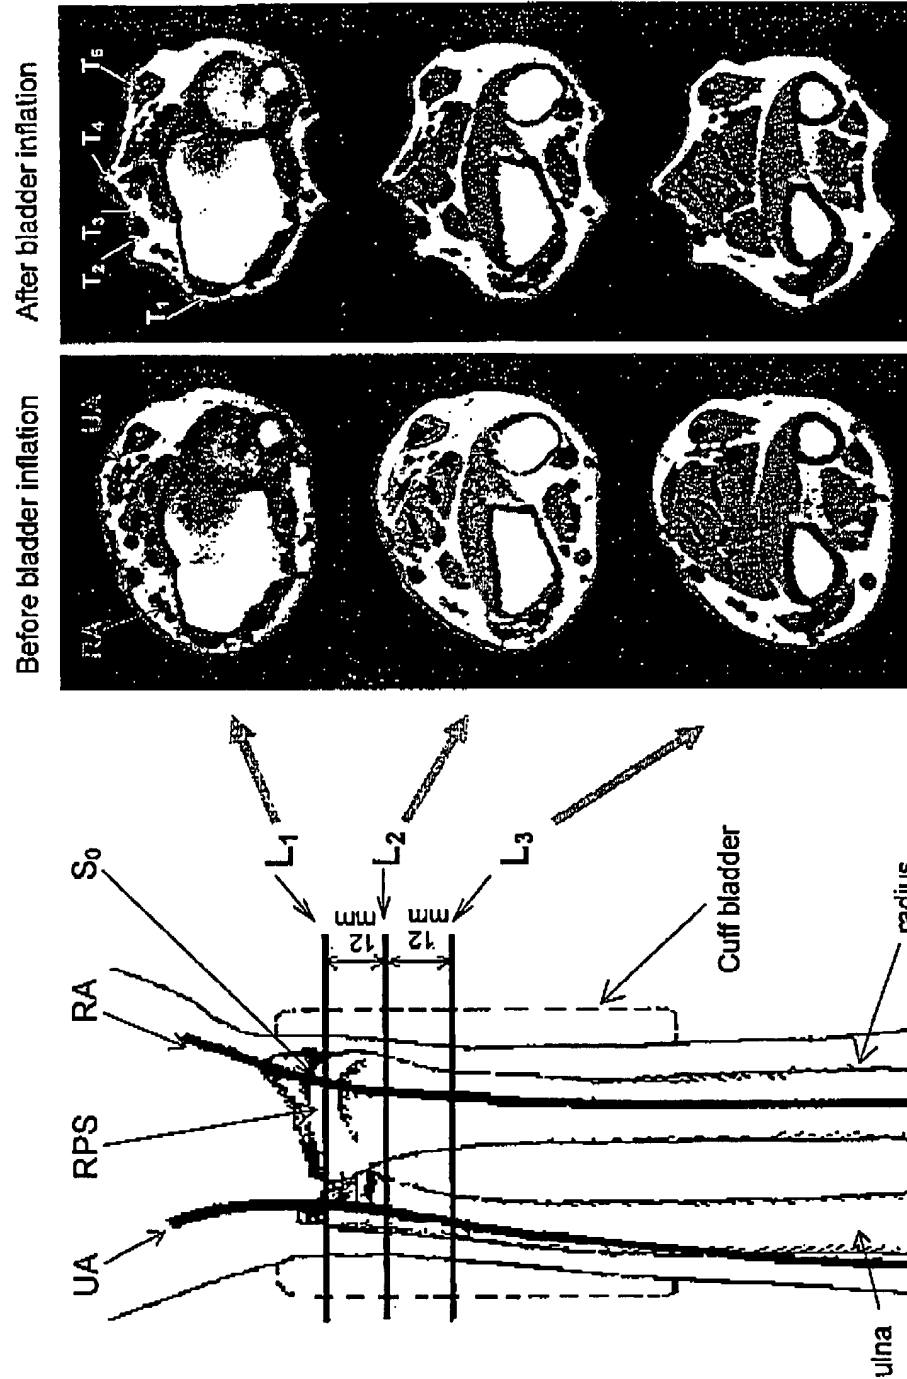 Before bladder inflation
After bladder inflation
RA
UA
T1
T2
T3
T4
T5
UA
RPS
RA
S0
L1
L2
L3
12
mm
12
mm
Cuff bladder
radius
ulna